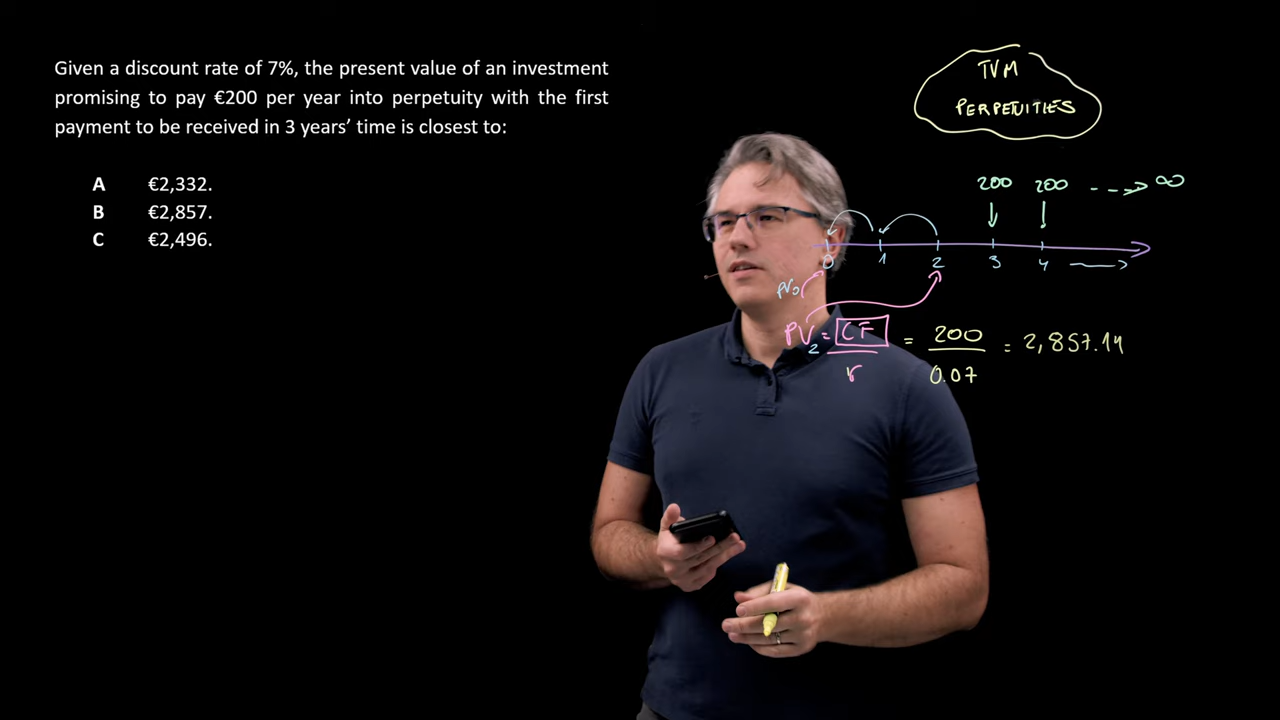 Given a discount rate of 7%, the present value of an investment
promising to pay €200 per year into perpetuity with the first
payment to be received in 3 years’ time is closest to:
A €2,332.
B €2,857.
C €2,496.
TVM
PERPENITIES
200 200 - - -> ∞
0 1 2 3 4
PV₀
PV₂ = CF / r = 200 / 0.07 = 2,857.14